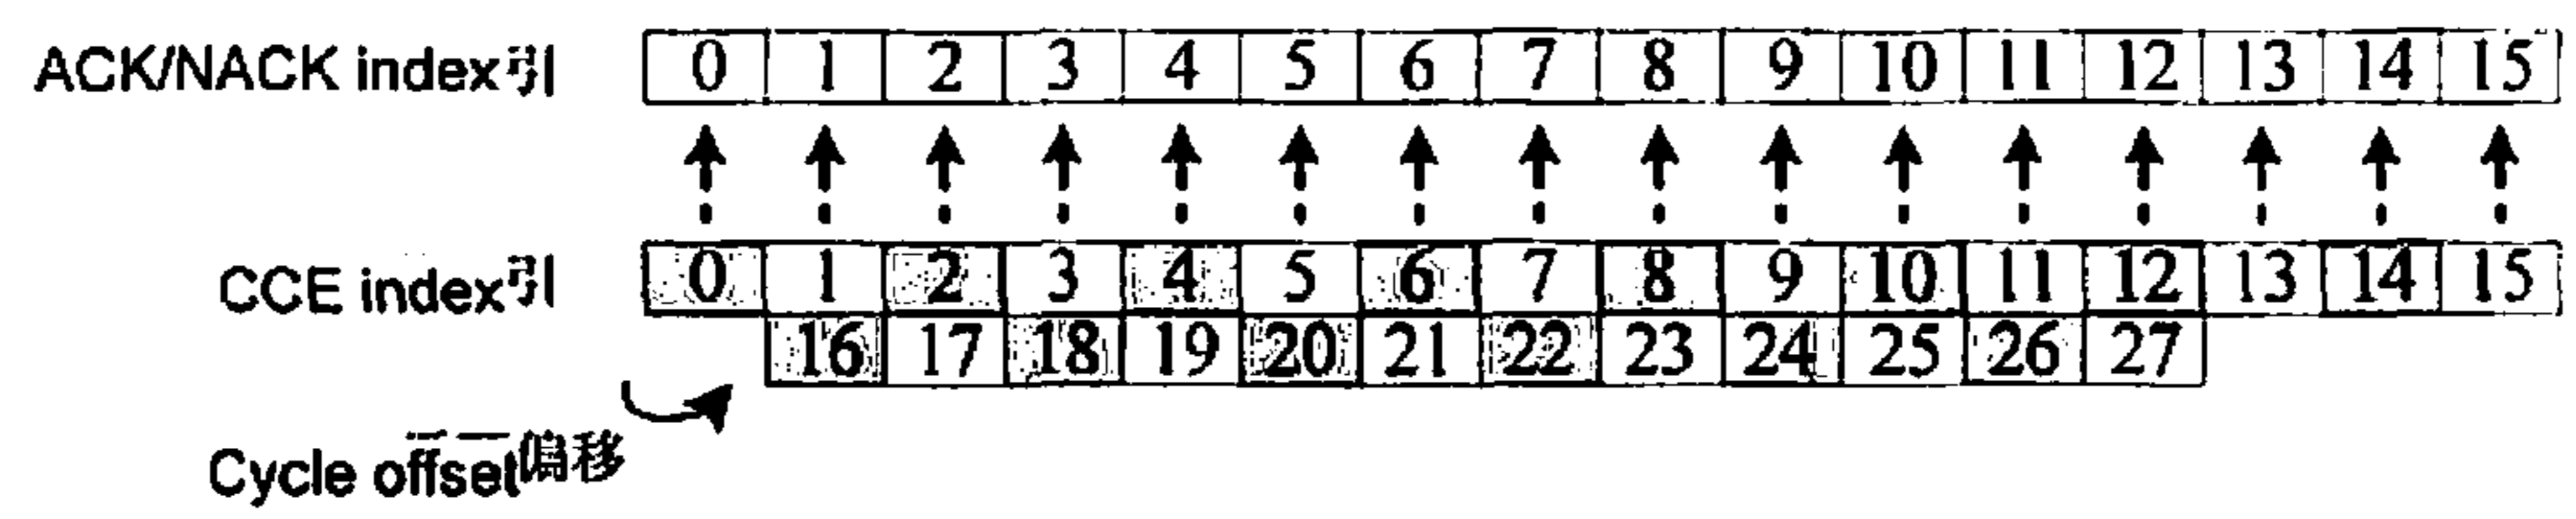 ACK/NACK index引 0 1 2 3 4 5 6 7 8 9 10 11 12 13 14 15
CCE index引 0 1 2 3 4 5 6 7 8 9 10 11 12 13 14 15
16 17 18 19 20 21 22 23 24 25 26 27
Cycle offset偏移